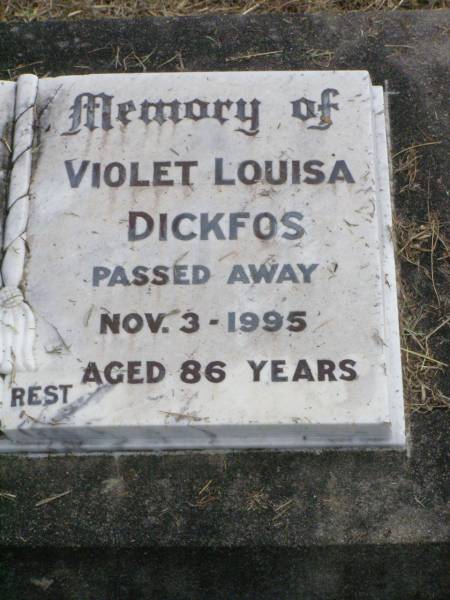 Memory of
VIOLET LOUISA
DICKFOS
PASSED AWAY
NOV. 3 - 1995
AGED 86 YEARS
REST